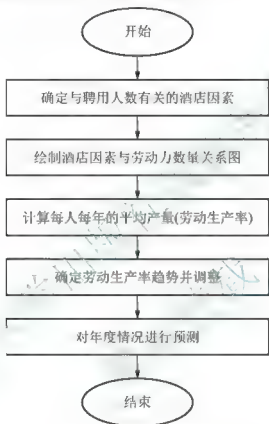 开始
确定与聘用人数有关的酒店因素
绘制酒店因素与劳动力数量关系图
计算每人每年的平均产量(劳动生产率)
确定劳动生产率趋势并调整
对年度情况进行预测
结束